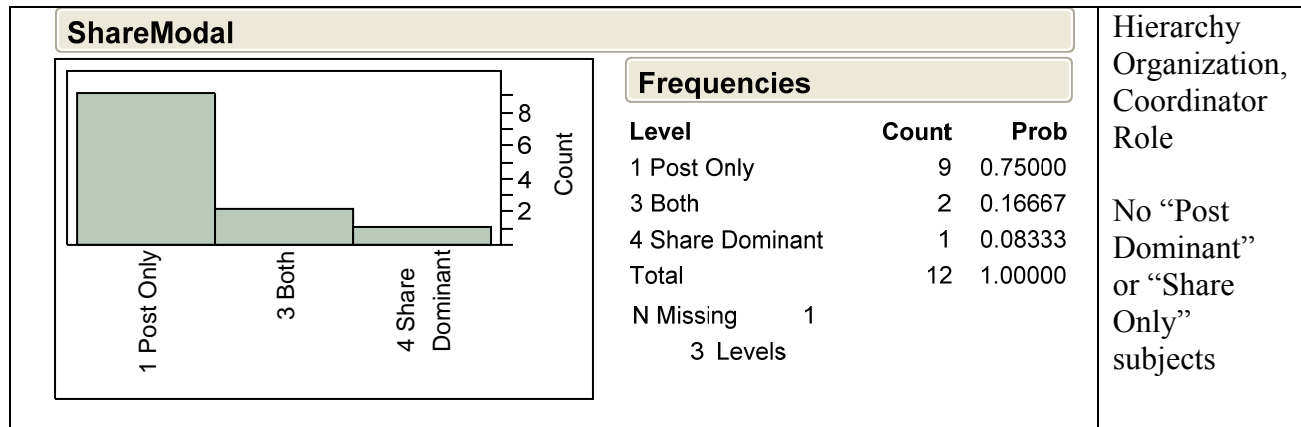 ShareModal
8
6
4
2
Count
1 Post Only
3 Both
4 Share
Dominant
Frequencies
Level Count Prob
1 Post Only 9 0.75000
3 Both 2 0.16667
4 Share Dominant 1 0.08333
Total 12 1.00000
N Missing 1
3 Levels
Hierarchy
Organization,
Coordinator
Role
No “Post
Dominant”
or “Share
Only”
subjects